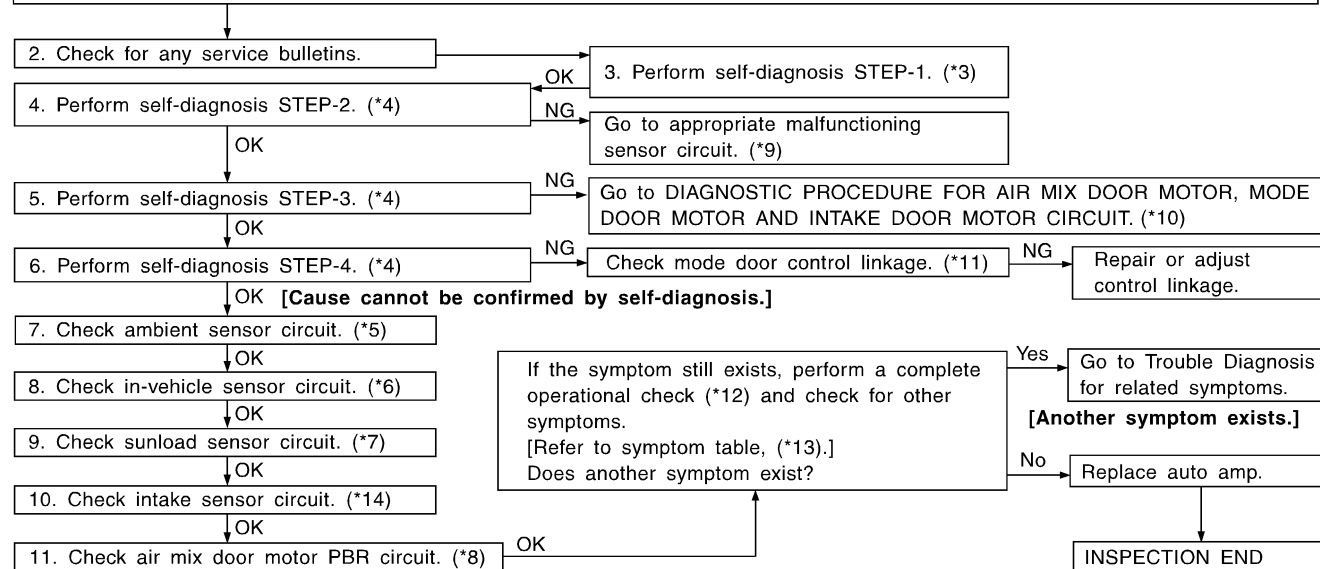 2. Check for any service bulletins.
3. Perform self-diagnosis STEP-1. (*3)
OK
4. Perform self-diagnosis STEP-2. (*4)
NG
Go to appropriate malfunctioning
sensor circuit. (*9)
OK
5. Perform self-diagnosis STEP-3. (*4)
NG
Go to DIAGNOSTIC PROCEDURE FOR AIR MIX DOOR MOTOR, MODE
DOOR MOTOR AND INTAKE DOOR MOTOR CIRCUIT. (*10)
OK
6. Perform self-diagnosis STEP-4. (*4)
NG
Check mode door control linkage. (*11)
NG
Repair or adjust
control linkage.
OK
[Cause cannot be confirmed by self-diagnosis.]
7. Check ambient sensor circuit. (*5)
OK
8. Check in-vehicle sensor circuit. (*6)
OK
9. Check sunload sensor circuit. (*7)
OK
10. Check intake sensor circuit. (*14)
OK
11. Check air mix door motor PBR circuit. (*8)
OK
If the symptom still exists, perform a complete
operational check (*12) and check for other
symptoms.
[Refer to symptom table, (*13).]
Does another symptom exist?
Yes
Go to Trouble Diagnosis
for related symptoms.
[Another symptom exists.]
No
Replace auto amp.
INSPECTION END